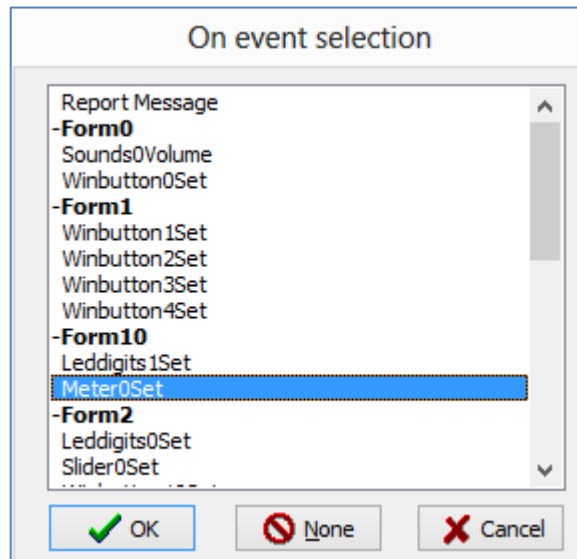 On event selection
Report Message
-Form0
Sounds0Volume
Winbutton0Set
-Form1
Winbutton1Set
Winbutton2Set
Winbutton3Set
Winbutton4Set
-Form10
Leddigits1Set
Meter0Set
-Form2
Leddigits0Set
Slider0Set
OK None Cancel